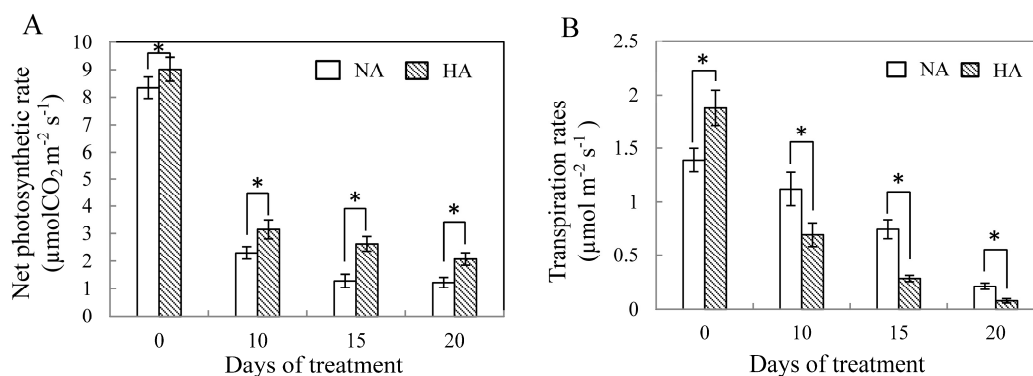 A
Net photosynthetic rate
(μmolCO₂ m⁻² s⁻¹)
10
9
8
7
6
5
4
3
2
1
0
NA HA
*
*
*
*
0 10 15 20
Days of treatment
B
Transpiration rates
(μmol m⁻² s⁻¹ )
2.5
2
1.5
1
0.5
0
NA HA
*
*
*
*
0 10 15 20
Days of treatment